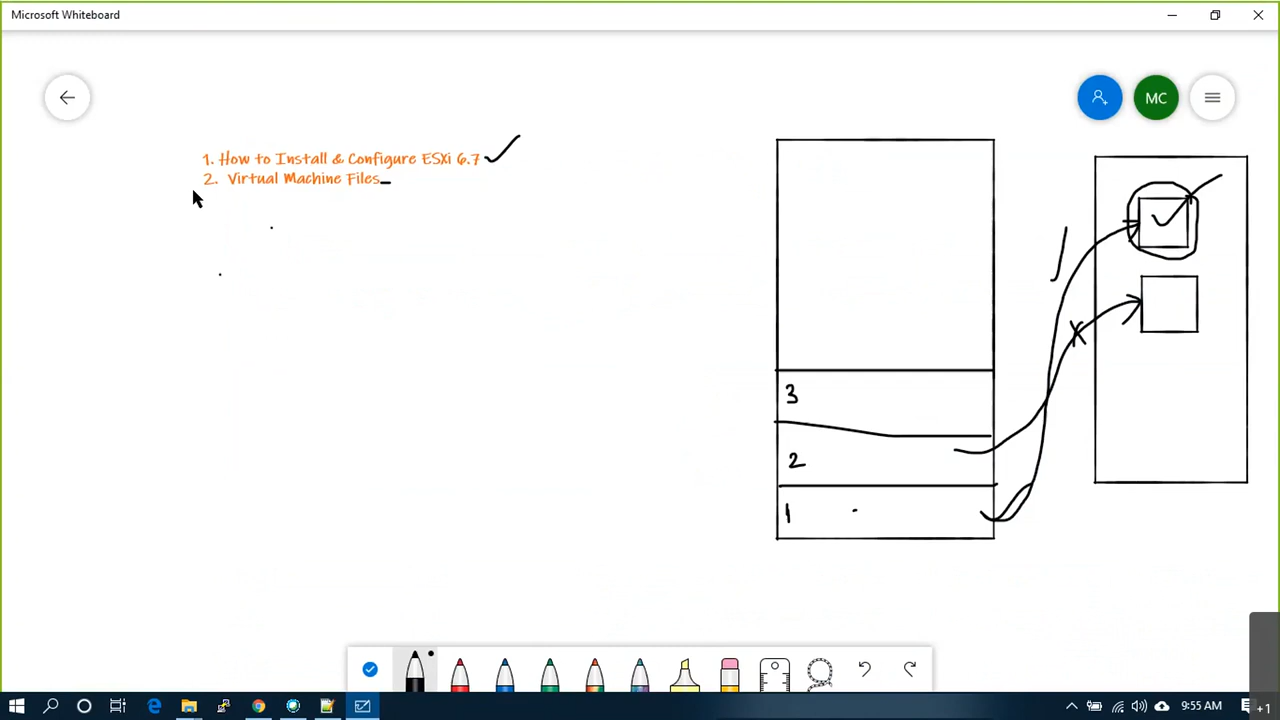 Microsoft Whiteboard
MC
1. How to Install & Configure ESXi 6.7
2. Virtual Machine Files
3
2
1
9:55 AM
+1